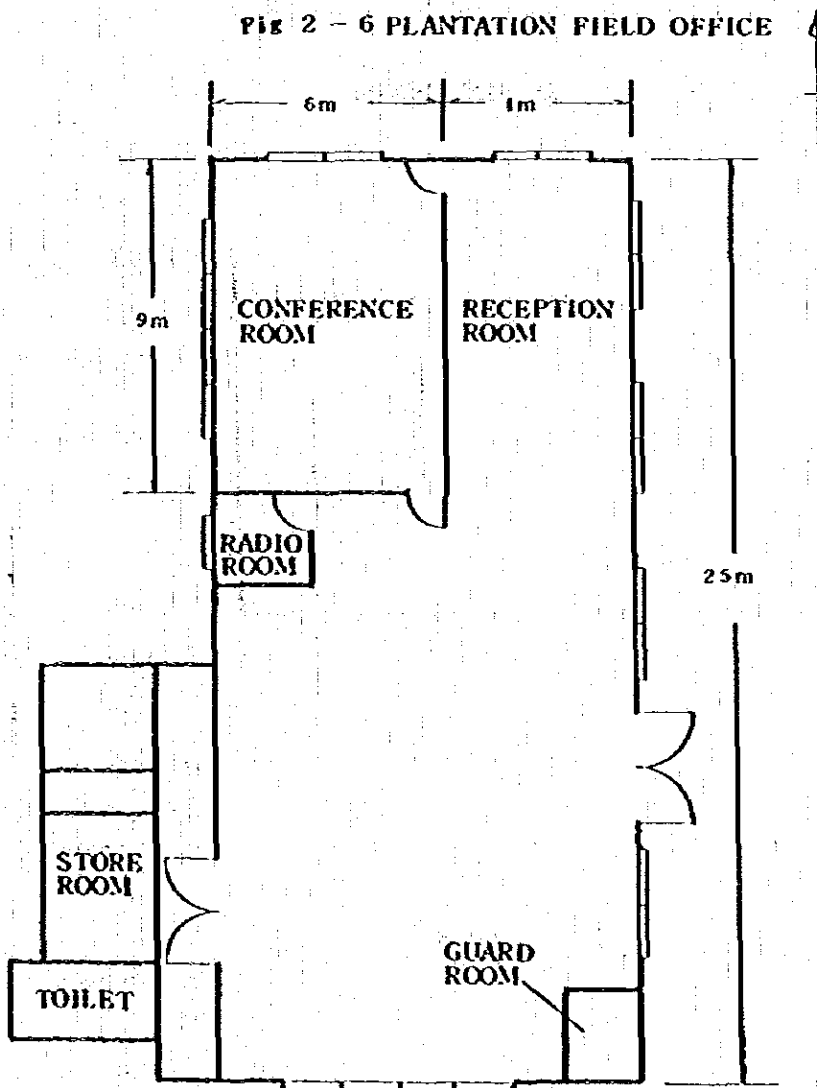 Fig 2 - 6 PLANTATION FIELD OFFICE
6m
4m
9m
CONFERENCE
ROOM
RECEPTION
ROOM
RADIO
ROOM
25m
STORE
ROOM
GUARD
ROOM
TOILET